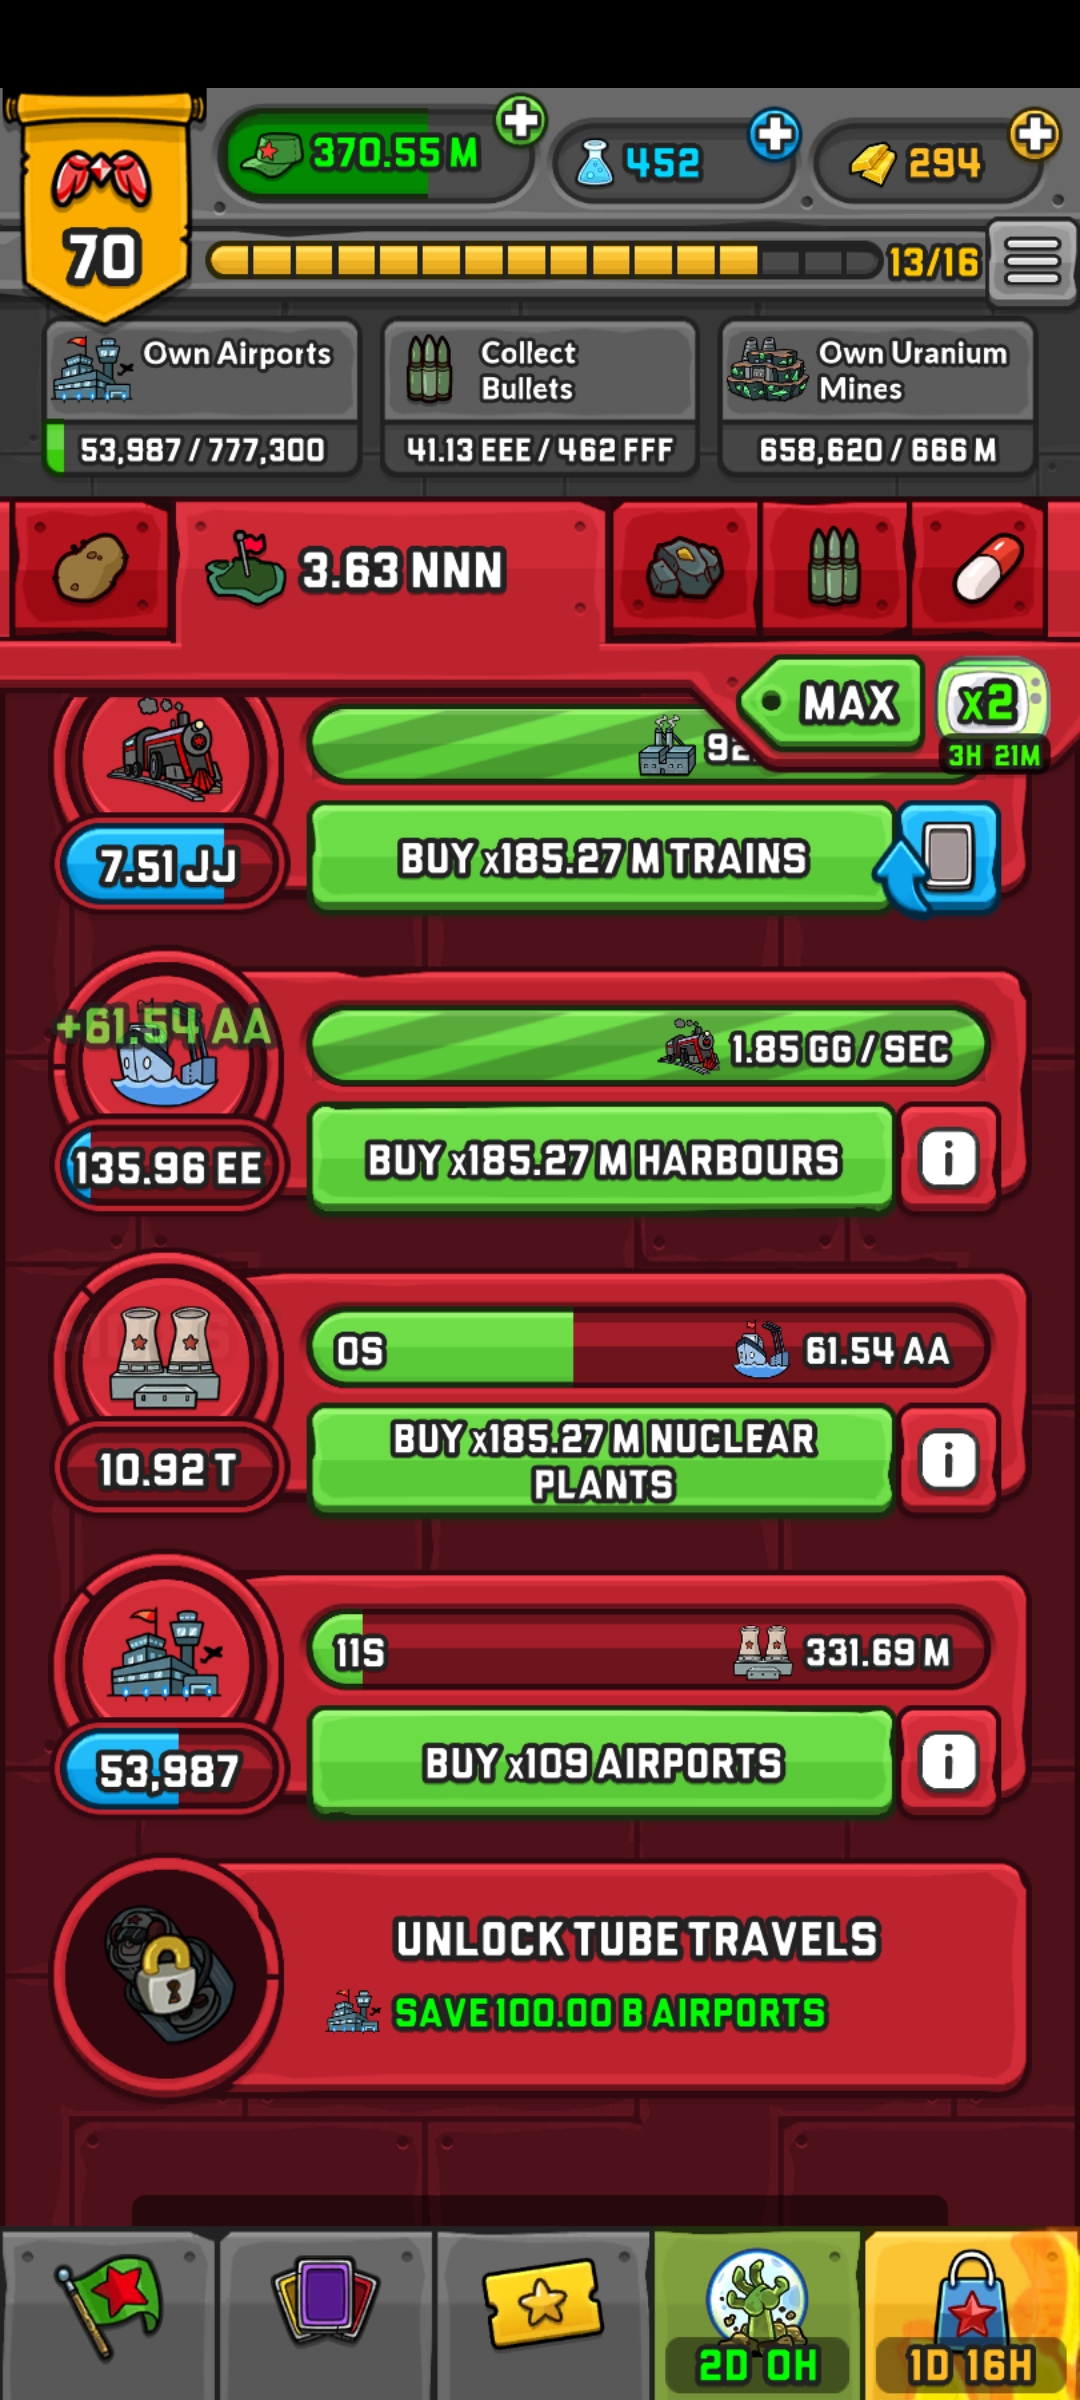 370.55 M
452
294
70
13/16
Own Airports
53,987 / 777,300
Collect
Bullets
41.13 EEE / 462 FFF
Own Uranium
Mines
658,620 / 666 M
3.63 NNN
MAX
x2
3H 21M
92
7.51 JJ
BUY x185.27 M TRAINS
+61.54 AA
1.85 GG / SEC
135.96 EE
BUY x185.27 M HARBOURS
i
0S
61.54 AA
10.92 T
BUY x185.27 M NUCLEAR
PLANTS
i
11S
331.69 M
53,987
BUY x109 AIRPORTS
i
UNLOCK TUBE TRAVELS
SAVE 100.00 B AIRPORTS
2D 0H
1D 16H